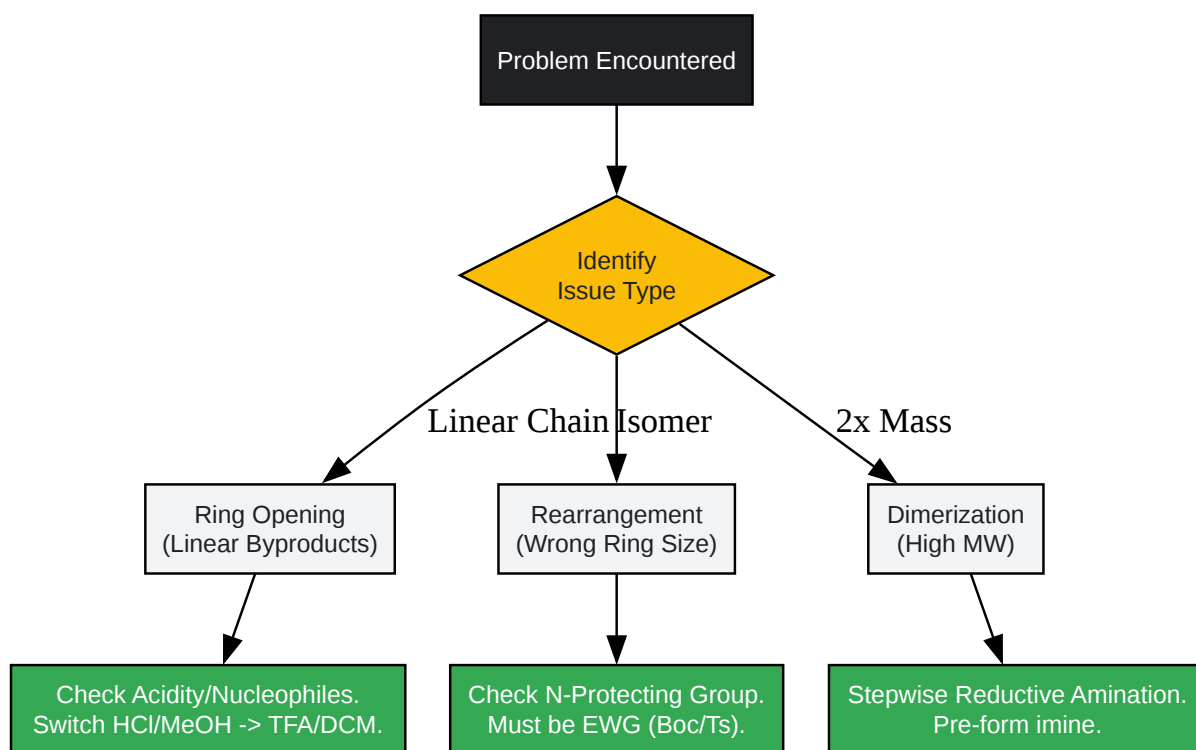 Problem Encountered
Identify
Issue Type
Linear Chain
Isomer
2x Mass
Ring Opening
(Linear Byproducts)
Rearrangement
(Wrong Ring Size)
Dimerization
(High MW)
Check Acidity/Nucleophiles.
Switch HCl/MeOH -> TFA/DCM.
Check N-Protecting Group.
Must be EWG (Boc/Ts).
Stepwise Reductive Amination.
Pre-form imine.